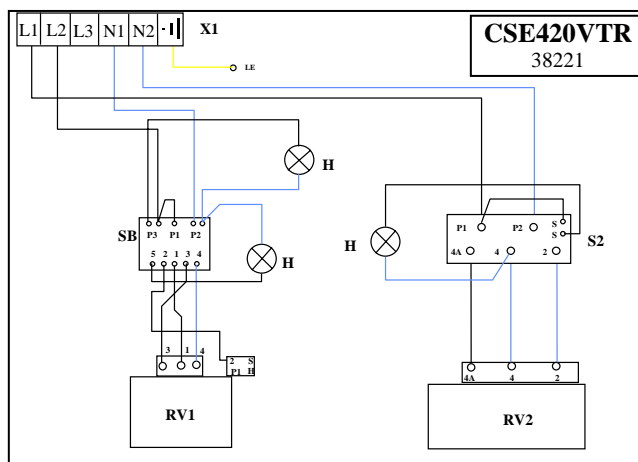 L1 L2 L3 N1 N2 X1
CSE420VTR
38221
LE
H
P3 P1 P2
SB
5 2 1 3 4
H
H
P1 P2 S
S
S2
4A 4 2
3 1 4
2 S
P1 H
RV1
4A 4 2
RV2